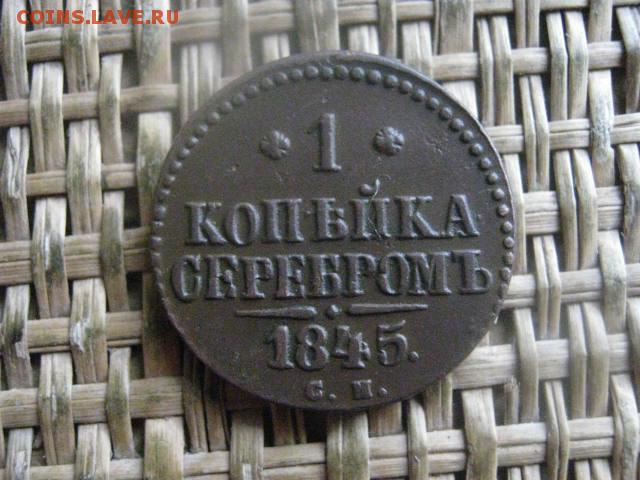 COINS.LAVE.RU
1
КОПѢЙКА
СЕРЕБРОМЪ
1845.
С. М.